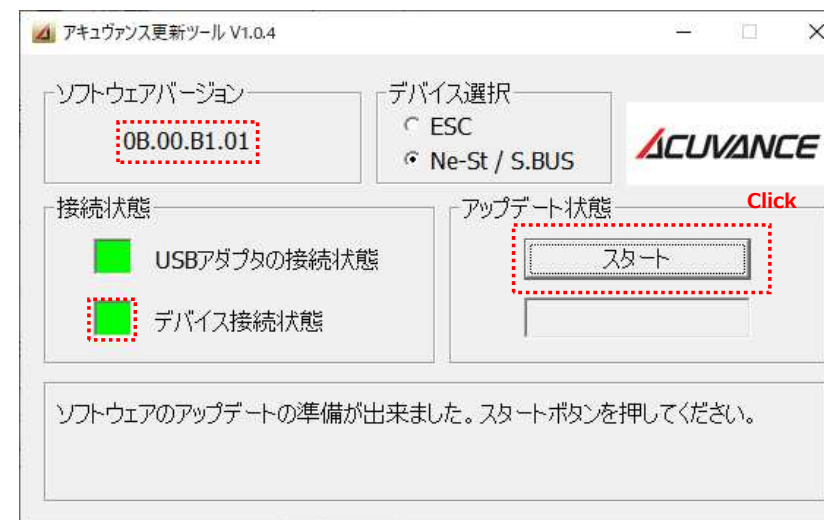 アキュヴァンス更新ツール V1.0.4
ソフトウェアバージョン
0B.00.B1.01
デバイス選択
ESC
Ne-St / S.BUS
ACUVANCE
接続状態
USBアダプタの接続状態
デバイス接続状態
アップデート状態
Click
スタート
ソフトウェアのアップデートの準備が出来ました。スタートボタンを押してください。